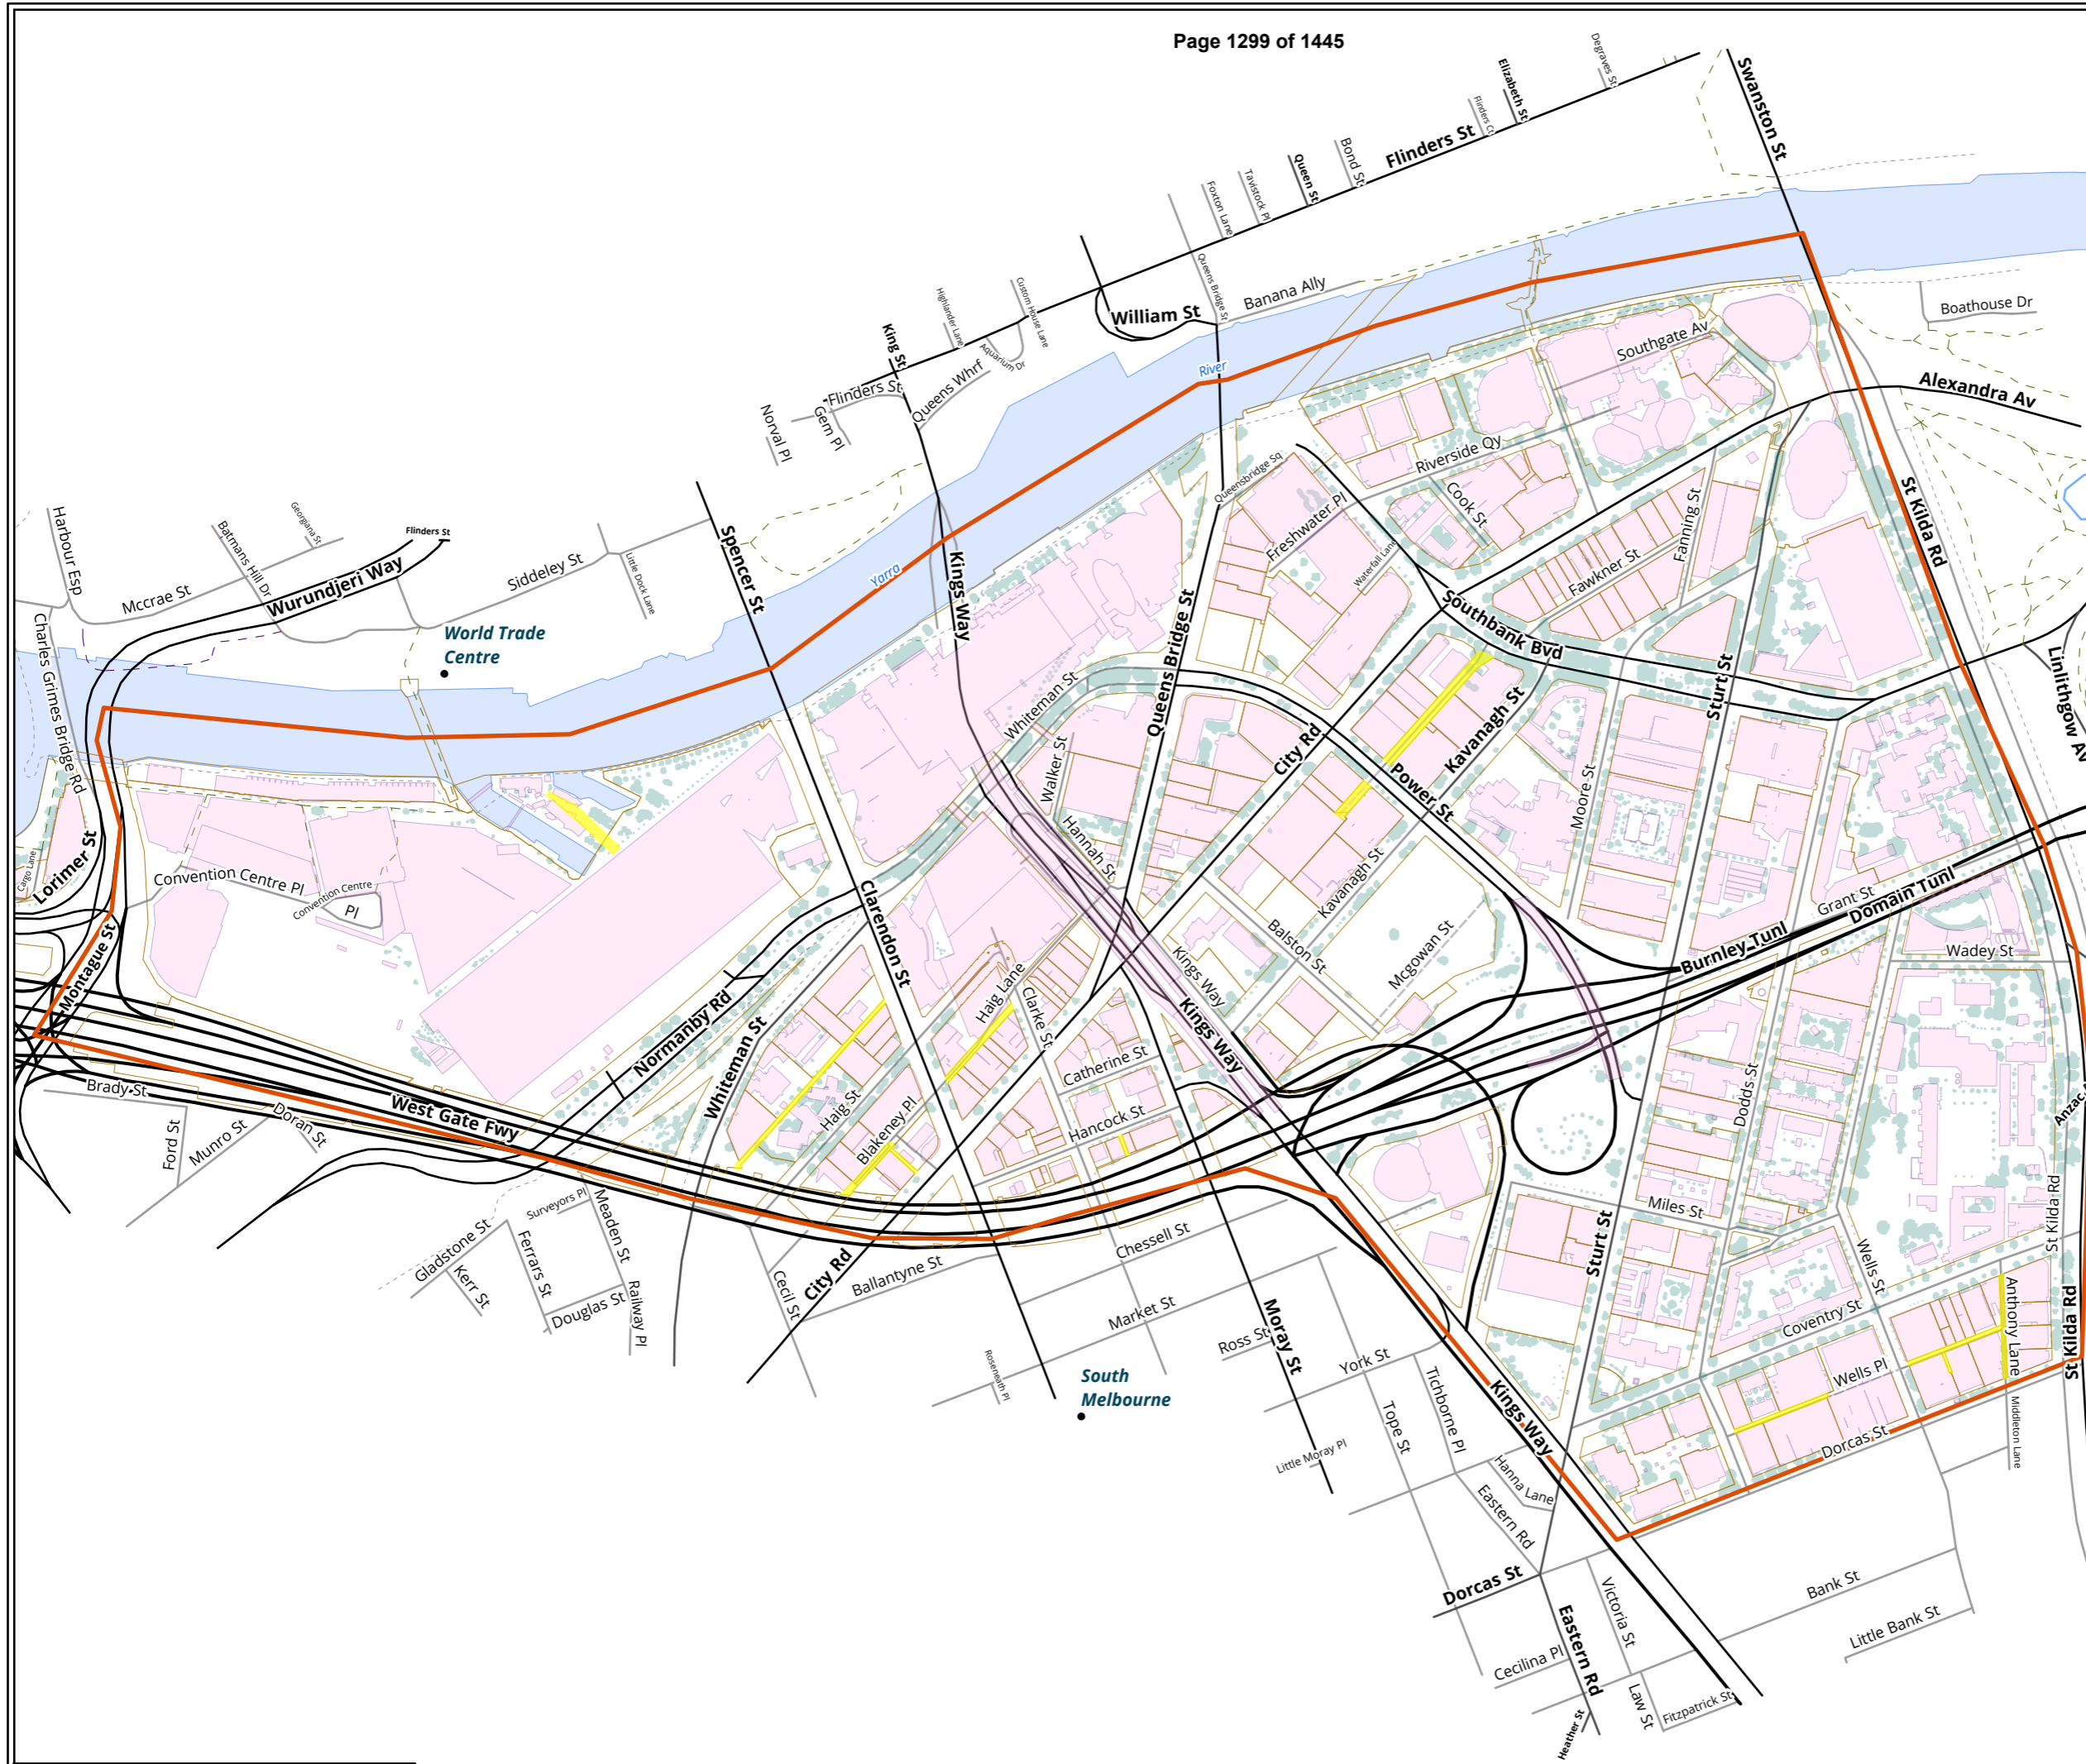 Page 1299 of 1445
Degraves St
Swanston St
Elizabeth St
Flinders Ct
Flinders St
Bond St
Queen St
Tavistock Pl
Foxton Lane
Queens Bridge St
Banana Ally
William St
Custom House Lane
Highlander Lane
Aquarium Dr
King St
Queens Whrf
Flinders St
Gem Pl
Norval Pl
River
Yarra
Boathouse Dr
Southgate Av
Alexandra Av
Riverside Qy
Cook St
Queensbridge Sq
Freshwater Pl
Waterfall Lane
Fanning St
Fawkner St
St Kilda Rd
Southbank Bvd
Linlithgow Av
Harbour Esp
Georgiana St
Batmans Hill Dr
Flinders St
Mccrae St
Wurundjeri Way
Siddeley St
Little Dock Lane
Spencer St
Kings Way
World Trade
Centre
Charles Grimes Bridge Rd
Whiteman St
Queens Bridge St
Walker St
City Rd
Kavanagh St
Power St
Sturt St
Moore St
Hannah St
Lorimer St
Cargo Lane
Convention Centre Pl
Convention Centre
Pl
Clarendon St
Kavanagh St
Balston St
Mcgowan St
Grant St
Domain Tunl
Burnley Tunl
Wadey St
Montague St
Normanby Rd
Whiteman St
Haig Lane
Clarke St
Kings Way
Kings Way
Catherine St
Hancock St
Haig St
Blakeney Pl
Dodds St
Anzac
Brady St
Ford St
Munro St
Doran St
West Gate Fwy
Surveyors Pl
Meaden St
Gladstone St
Ferrars St
Kerr St
Douglas St
Railway Pl
Cecil St
City Rd
Ballantyne St
Chessell St
Market St
Roseneath Pl
Moray St
Ross St
York St
South
Melbourne
Tope St
Tichborne Pl
Little Moray Pl
Kings Way
Hanna Lane
Eastern Rd
Miles St
Sturt St
Wells St
St Kilda Rd
Coventry St
Anthony Lane
St Kilda Rd
Wells Pl
Middleton Lane
Dorcas St
Dorcas St
Eastern Rd
Victoria St
Bank St
Little Bank St
Cecilina Pl
Law St
Fitzpatrick St
Heather St